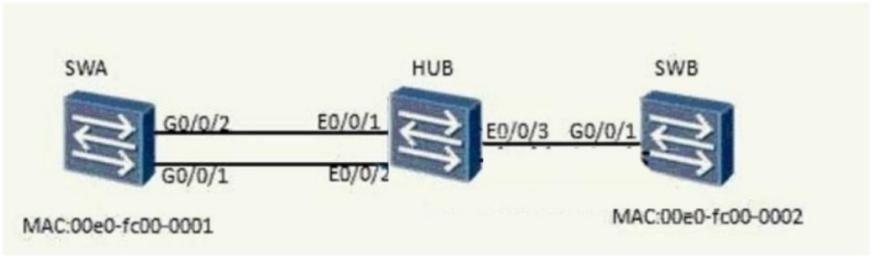 SWA
HUB
SWB
G0/0/2
E0/0/1
E0/0/3
G0/0/1
G0/0/1
E0/0/2
MAC:00e0-fc00-0001
MAC:00e0-fc00-0002